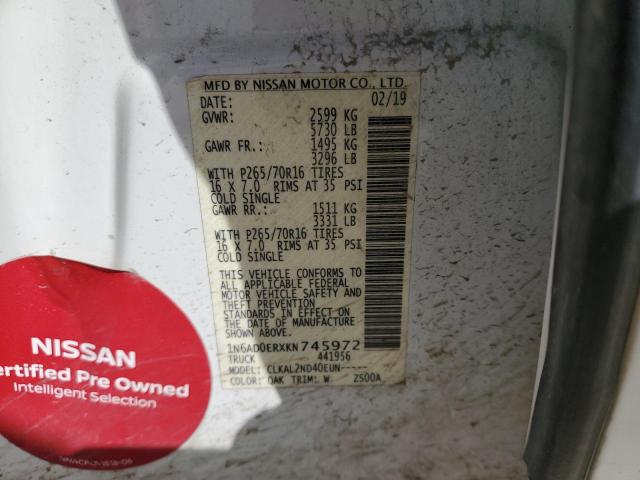 MFD BY NISSAN MOTOR CO., LTD.
DATE: 02/19
GVWR: 2599 KG
5730 LB
GAWR FR.: 1495 KG
3296 LB
WITH P265/70R16 TIRES
16 X 7.0 RIMS AT 35 PSI
COLD SINGLE
GAWR RR.: 1511 KG
3331 LB
WITH P265/70R16 TIRES
16 X 7.0 RIMS AT 35 PSI
COLD SINGLE
THIS VEHICLE CONFORMS TO
ALL APPLICABLE FEDERAL
MOTOR VEHICLE SAFETY AND
THEFT PREVENTION
STANDARDS IN EFFECT ON
THE DATE OF MANUFACTURE
SHOWN ABOVE.
1N6AD0ERXKN745972
TRUCK 441956
MODEL: CLKAL2ND40EUN-----
COLOR: QAK TRIM: W ZS00A
NISSAN
Certified Pre Owned
Intelligent Selection